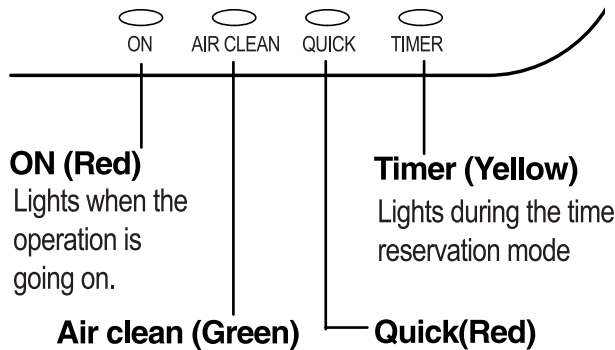 ON AIR CLEAN QUICK TIMER
ON (Red)
Lights when the
operation is
going on.
Timer (Yellow)
Lights during the time
reservation mode
Air clean (Green)
Quick(Red)